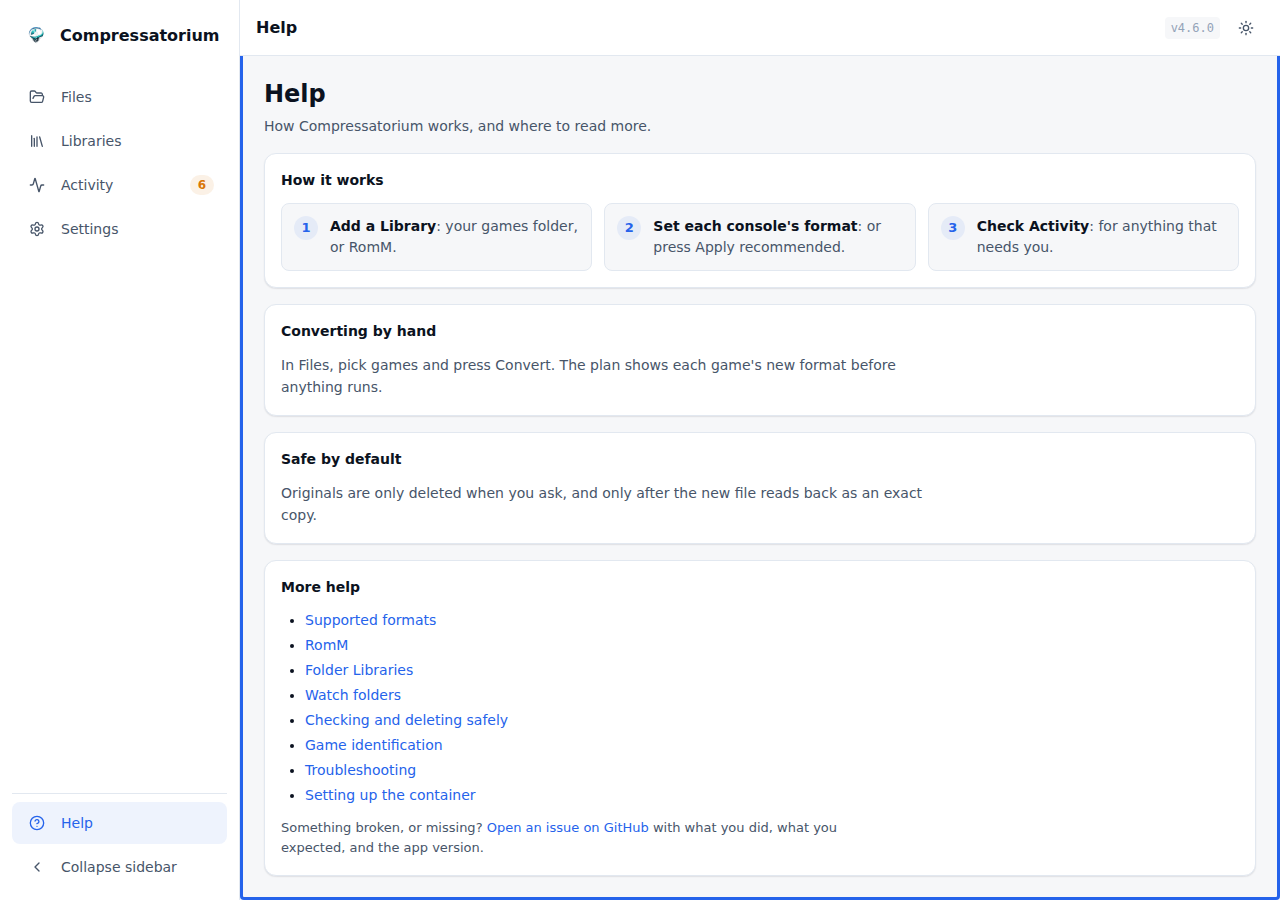 Compressatorium
Files
Libraries
Activity
6
Settings
Help
Collapse sidebar
Help
v4.6.0
Help
How Compressatorium works, and where to read more.
How it works
1
Add a Library: your games folder,
or RomM.
2
Set each console's format: or
press Apply recommended.
3
Check Activity: for anything that
needs you.
Converting by hand
In Files, pick games and press Convert. The plan shows each game's new format before
anything runs.
Safe by default
Originals are only deleted when you ask, and only after the new file reads back as an exact
copy.
More help
Supported formats
RomM
Folder Libraries
Watch folders
Checking and deleting safely
Game identification
Troubleshooting
Setting up the container
Something broken, or missing? Open an issue on GitHub with what you did, what you
expected, and the app version.